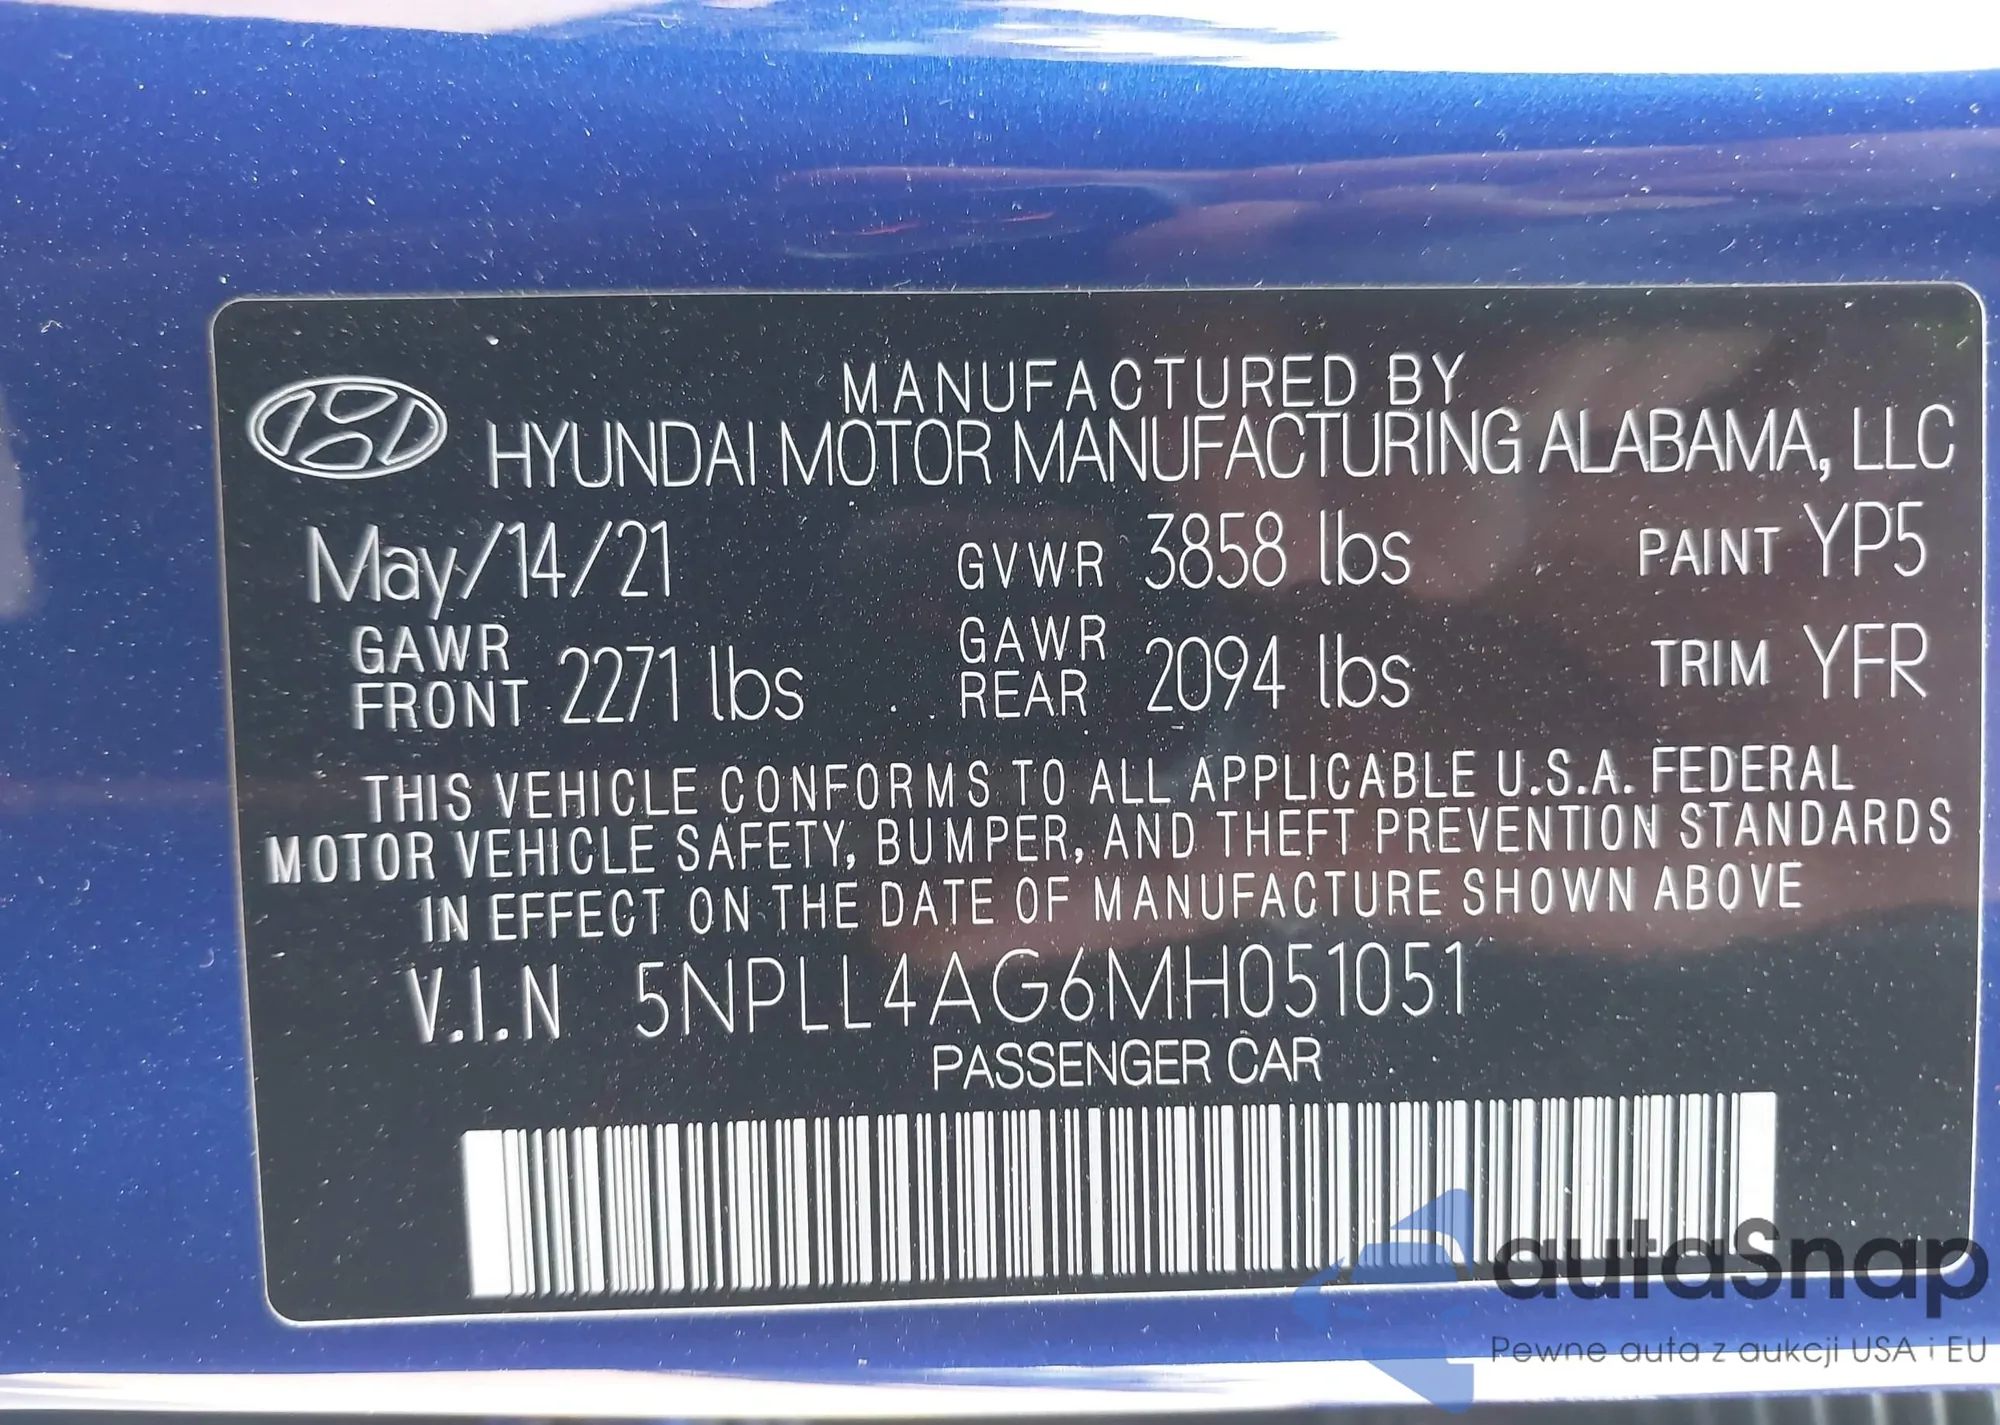 MANUFACTURED BY
HYUNDAI MOTOR MANUFACTURING ALABAMA, LLC
May/14/21 GVWR 3858 lbs PAINT YP5
GAWR FRONT 2271 lbs GAWR REAR 2094 lbs TRIM YFR
THIS VEHICLE CONFORMS TO ALL APPLICABLE U.S.A. FEDERAL
MOTOR VEHICLE SAFETY, BUMPER, AND THEFT PREVENTION STANDARDS
IN EFFECT ON THE DATE OF MANUFACTURE SHOWN ABOVE
V.I.N 5NPLL4AG6MH051051
PASSENGER CAR
autaSnap
Pewne auta z aukcji USA i EU